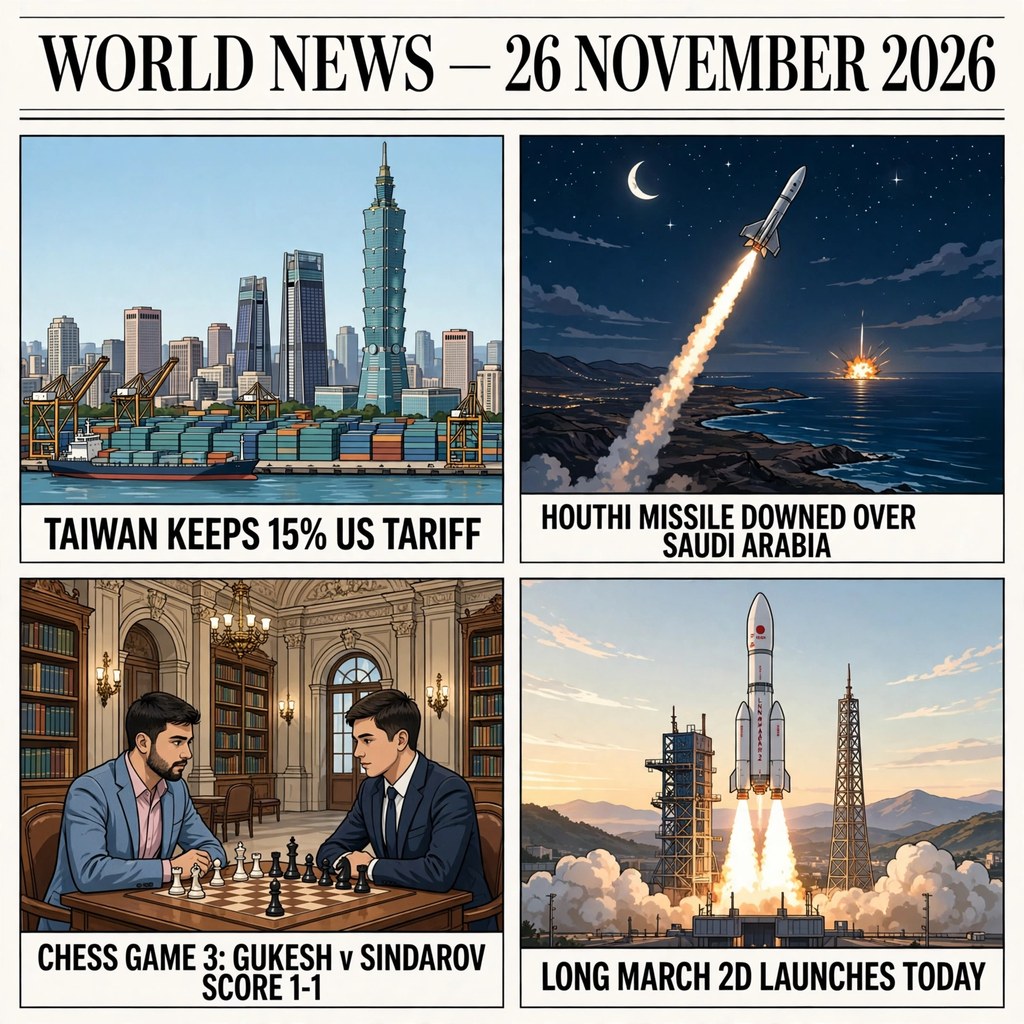 WORLD NEWS — 26 NOVEMBER 2026
TAIWAN KEEPS 15% US TARIFF
HOUTHI MISSILE DOWNED OVER
SAUDI ARABIA
CHESS GAME 3: GUKESH v SINDAROV
SCORE 1-1
LONG MARCH 2D LAUNCHES TODAY